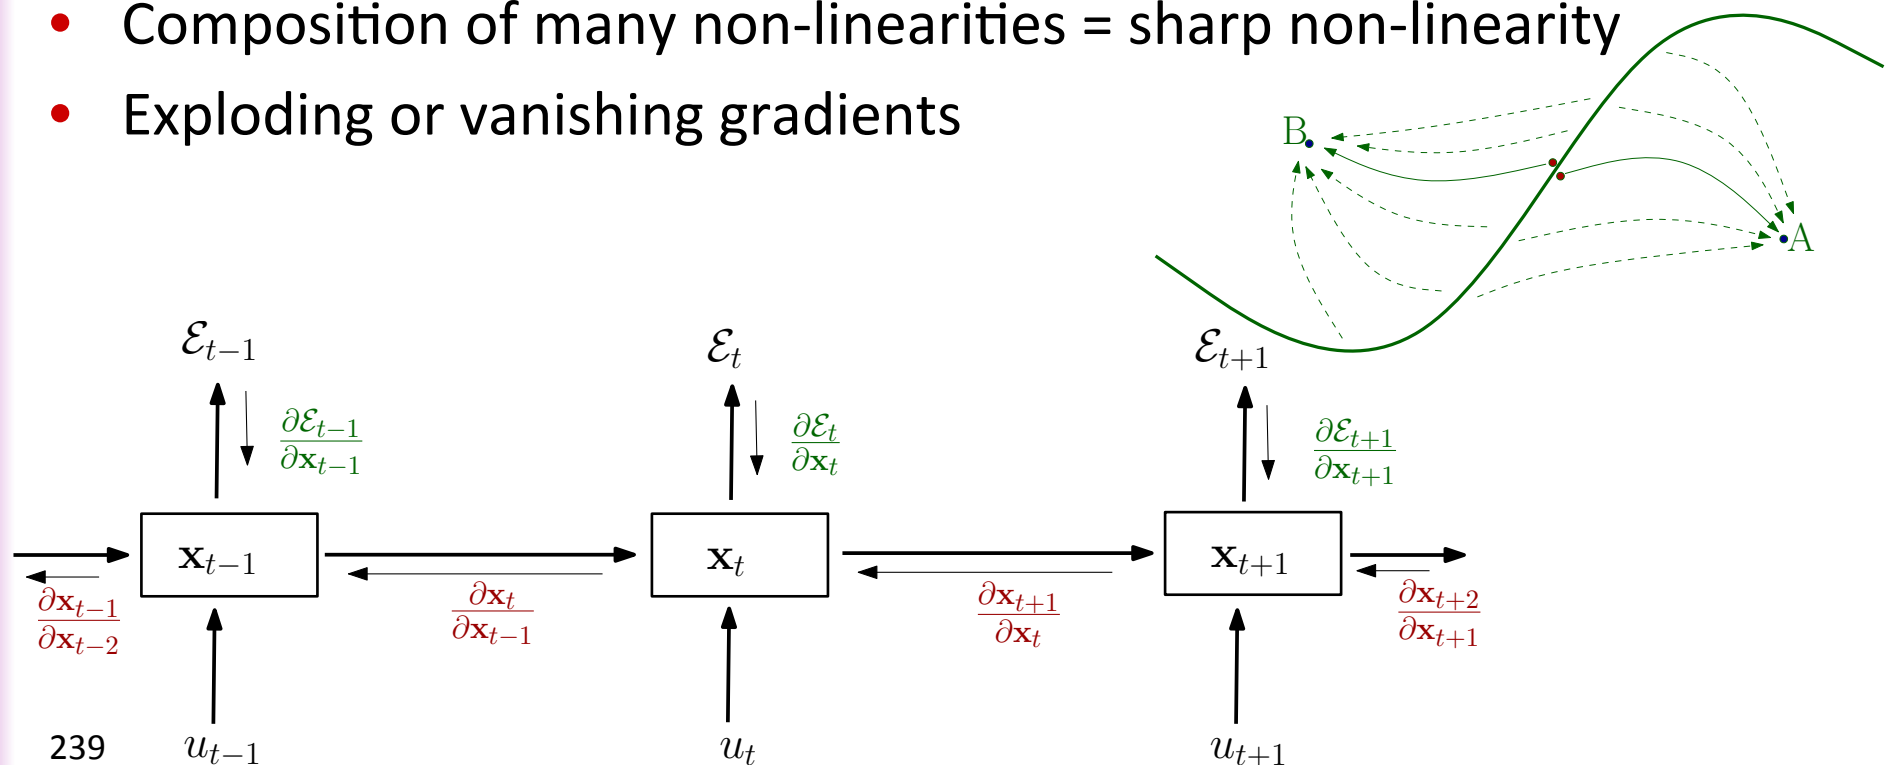 • Composition of many non-linearities = sharp non-linearity
• Exploding or vanishing gradients
B
A
ℰ_{t−1} ℰ_t ℰ_{t+1}
∂ℰ_{t−1}/∂x_{t−1} ∂ℰ_t/∂x_t ∂ℰ_{t+1}/∂x_{t+1}
x_{t−1} x_t x_{t+1}
∂x_{t−1}/∂x_{t−2} ∂x_t/∂x_{t−1} ∂x_{t+1}/∂x_t ∂x_{t+2}/∂x_{t+1}
239 u_{t−1} u_t u_{t+1}